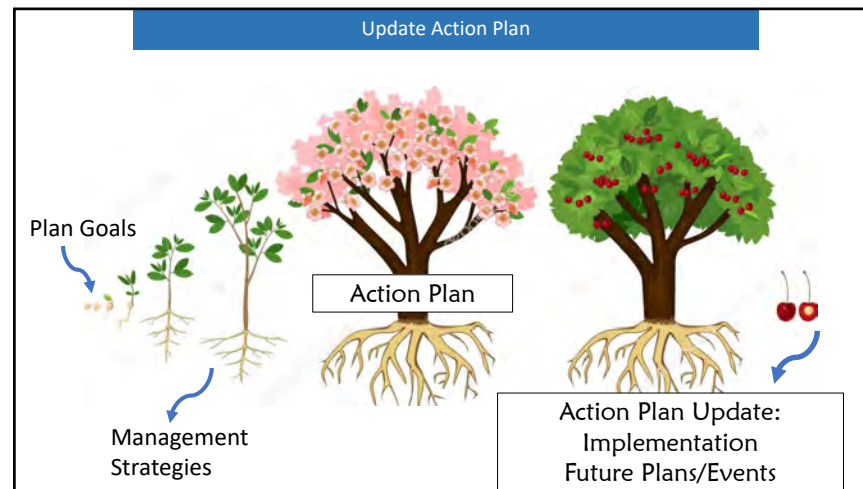 Update Action Plan
Plan Goals
Action Plan
Management
Strategies
Action Plan Update:
Implementation
Future Plans/Events